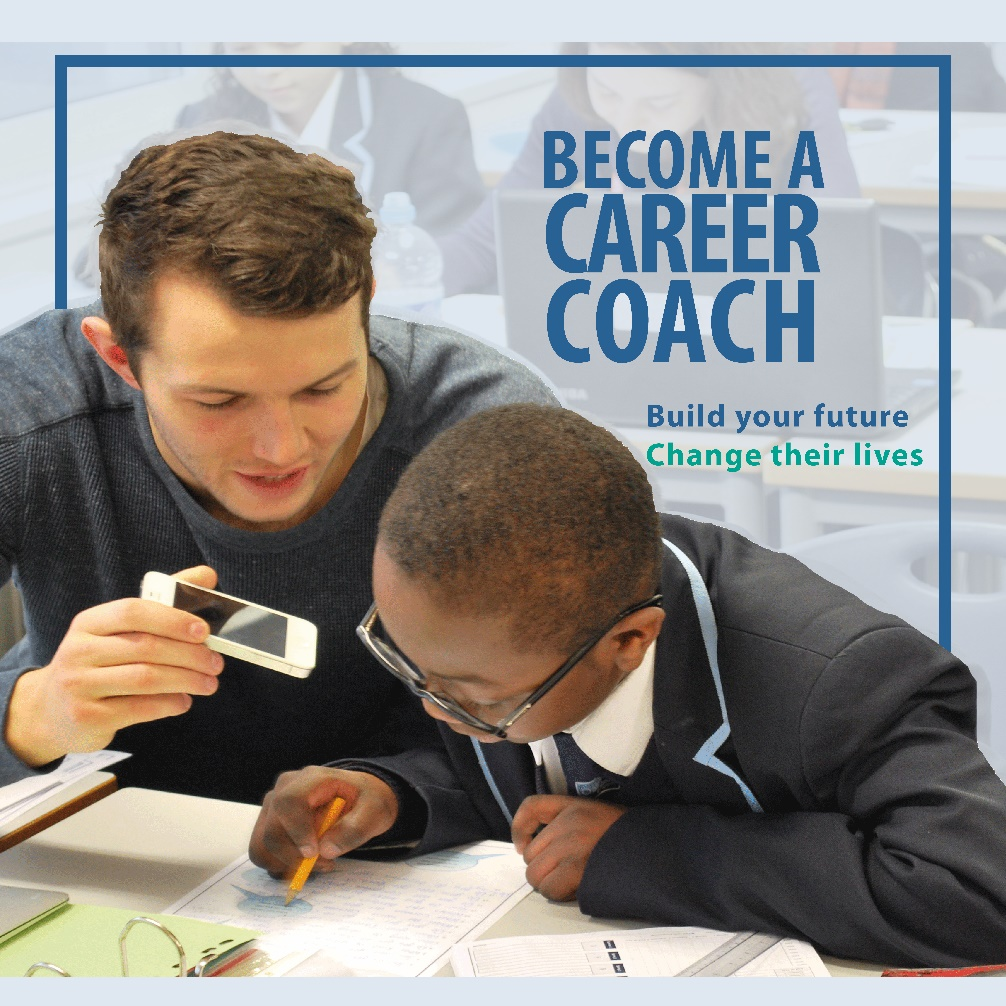 BECOME A
CAREER
COACH
Build your future
Change their lives